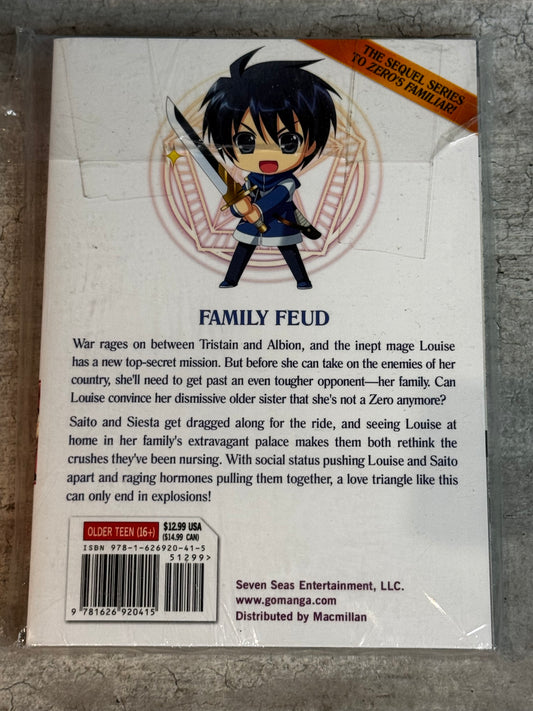 THE SEQUEL SERIES
TO ZERO'S FAMILIAR!
FAMILY FEUD
War rages on between Tristain and Albion, and the inept mage Louise
has a new top-secret mission. But before she can take on the enemies of her
country, she'll need to get past an even tougher opponent—her family. Can
Louise convince her dismissive older sister that she's not a Zero anymore?
Saito and Siesta get dragged along for the ride, and seeing Louise at
home in her family's extravagant palace makes them both rethink the
crushes they've been nursing. With social status pushing Louise and Saito
apart and raging hormones pulling them together, a love triangle like this
can only end in explosions!
OLDER TEEN (16+)
$12.99 USA
($14.99 CAN)
ISBN 978-1-626920-41-5
51299>
9 781626 920415
Seven Seas Entertainment, LLC.
www.gomanga.com
Distributed by Macmillan